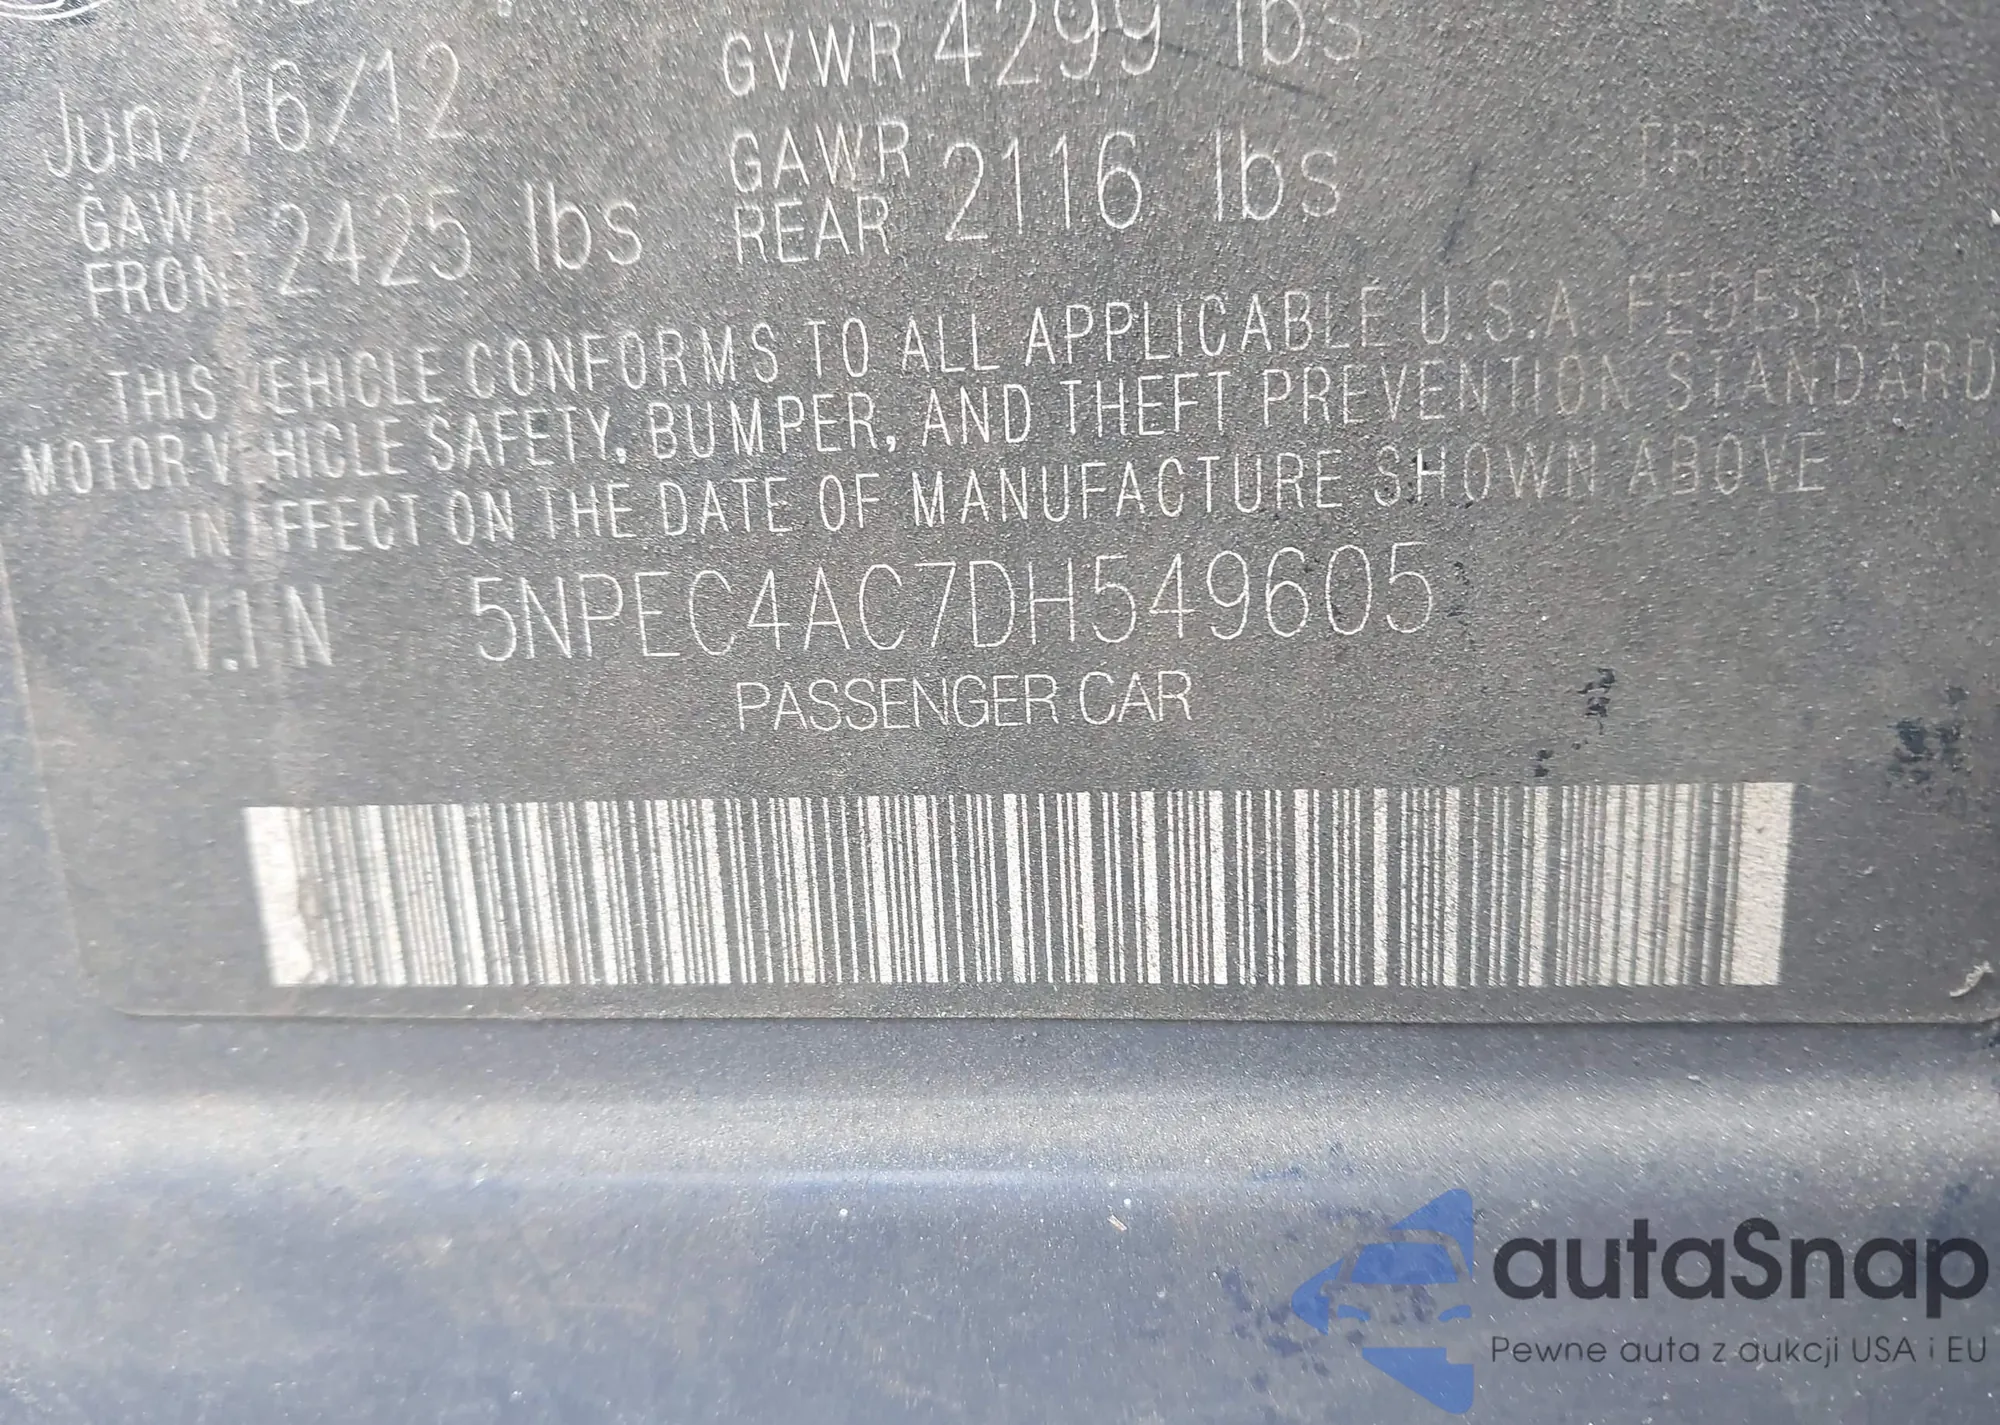 Jun/16/12 GVWR 4299 lbs
GAWR FRONT 2425 lbs GAWR REAR 2116 lbs
THIS VEHICLE CONFORMS TO ALL APPLICABLE U.S.A. FEDERAL
MOTOR VEHICLE SAFETY, BUMPER, AND THEFT PREVENTION STANDARD
IN EFFECT ON THE DATE OF MANUFACTURE SHOWN ABOVE
V.I.N 5NPEC4AC7DH549605
PASSENGER CAR
autaSnap
Pewne auta z aukcji USA i EU